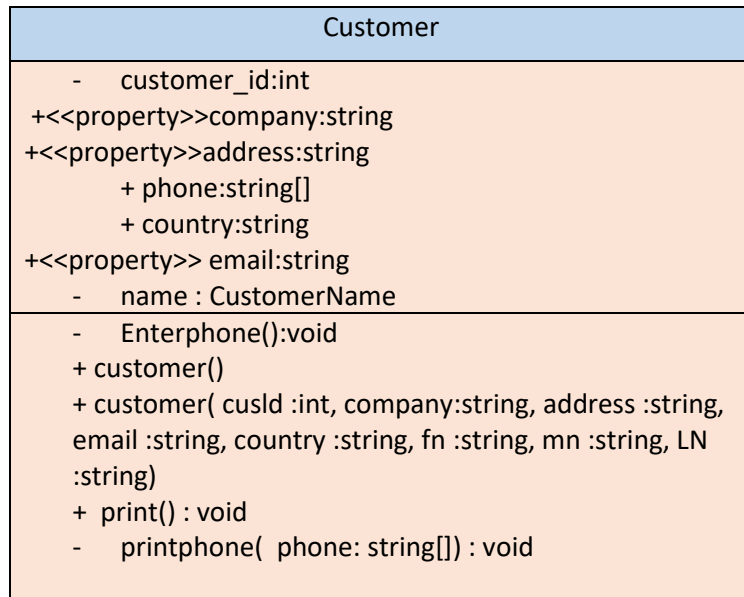 Customer
- customer_id:int
+<<property>>company:string
+<<property>>address:string
+ phone:string[]
+ country:string
+<<property>> email:string
- name : CustomerName
- Enterphone():void
+ customer()
+ customer( cusId :int, company:string, address :string,
email :string, country :string, fn :string, mn :string, LN
:string)
+ print() : void
- printphone( phone: string[]) : void